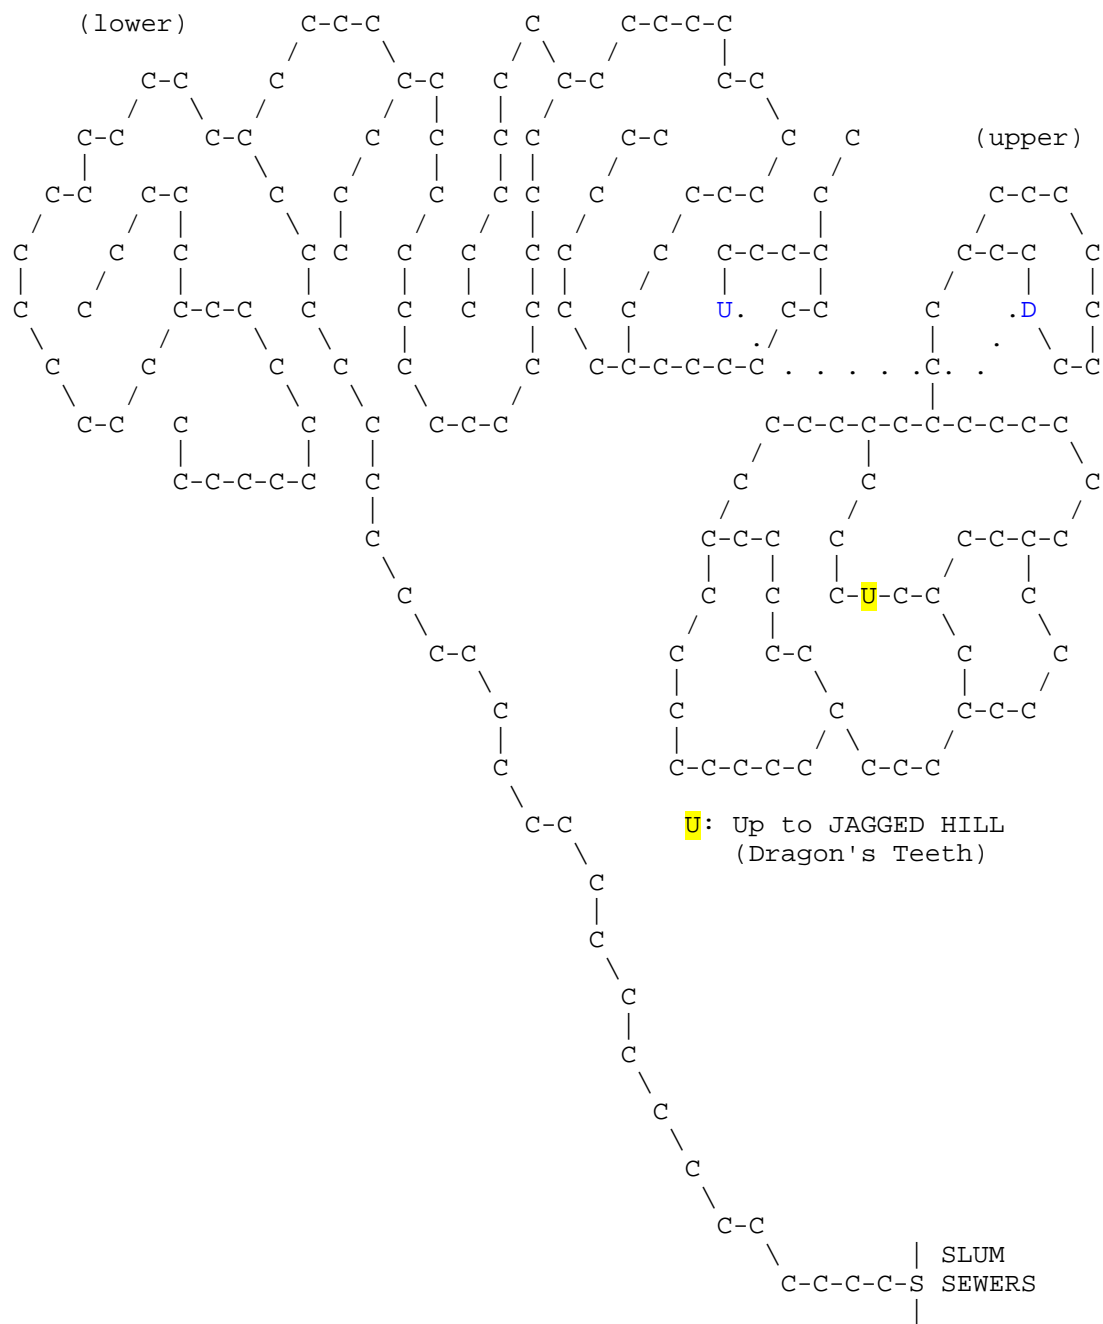 (lower) C-C-C C C-C-C-C
/ \ / \ / |
C-C C C-C C C-C C-C
/ \ / / | | / \
C-C C-C C C C C C-C C C (upper)
| \ / | | | / / /
C-C C-C C C C C C C C-C-C C C-C-C
/ / | \ | / / | / / | / \
C C C C C C C C C C C-C-C-C C-C-C C
| / | | | | | | / | | / | |
C C C-C-C C C C C C C U. C-C C .D C
\ / \ \ | | \ | . / | . \ |
C C C C C C C-C-C-C-C-C. . . . .C. . C-C
\ / \ \ | / |
C-C C C C C-C-C C-C-C-C-C-C-C-C-C-C
| | | / | \
C-C-C-C-C C C C C
| / / /
C C-C-C C C-C-C-C
\ | | | / |
C C C C-U-C-C C
\ / | \ \
C-C C C-C C C
\ | \ | /
C C C C-C-C
| | / \ /
C C-C-C-C-C C-C-C
\
C-C U: Up to JAGGED HILL
\ (Dragon's Teeth)
C
|
C
\
C
|
C
\
C
\
C
\
C-C
\ | SLUM
C-C-C-C-S SEWERS
|